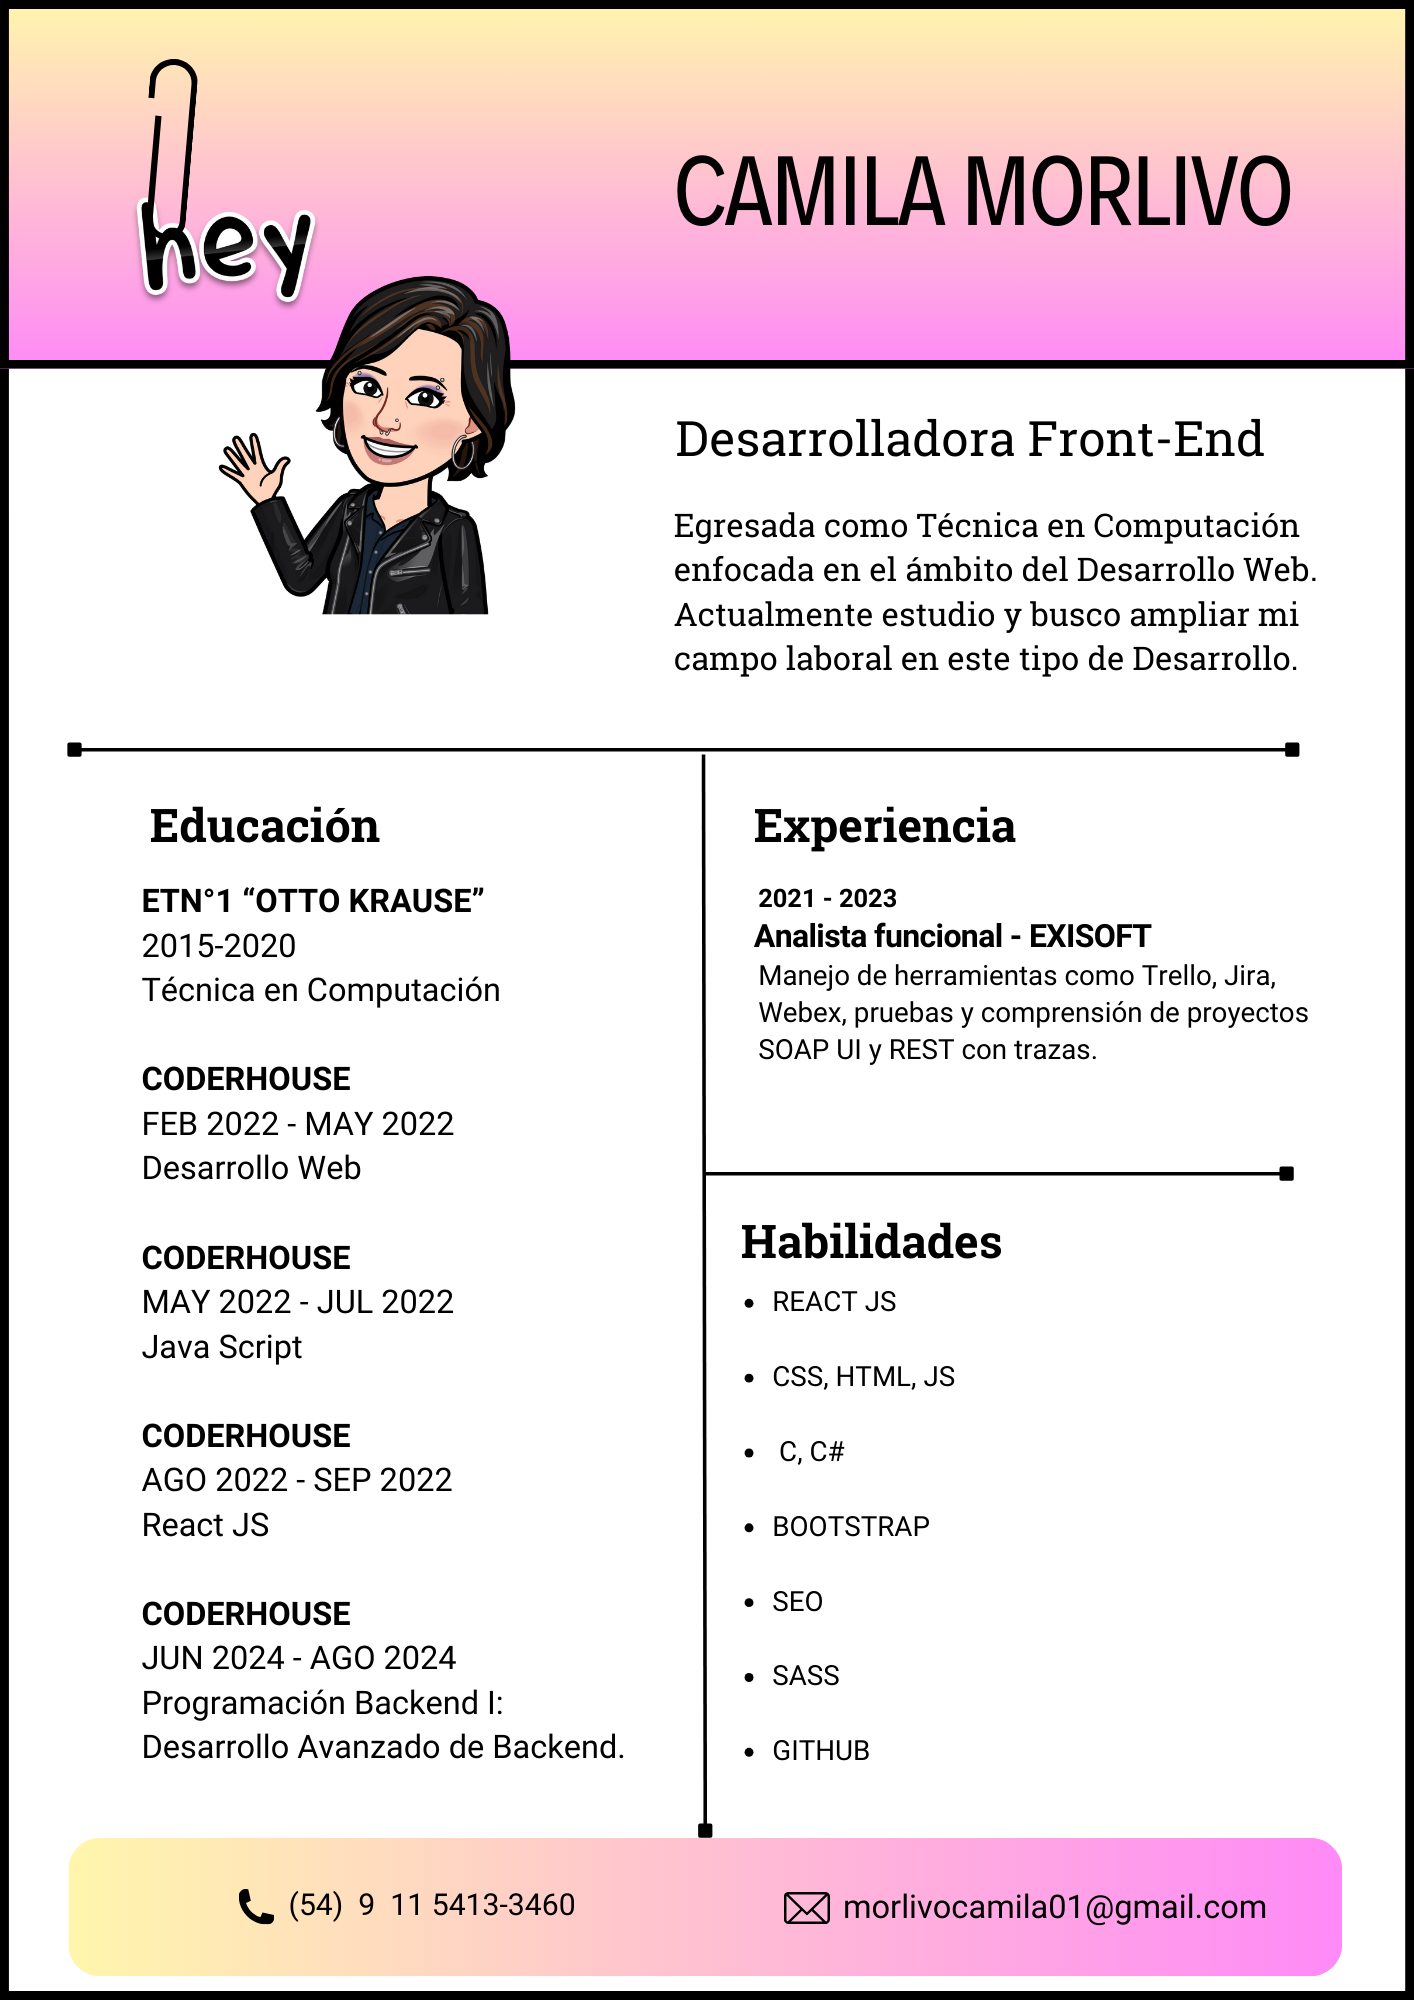 hey
CAMILA MORLIVO
Desarrolladora Front-End
Egresada como Técnica en Computación
enfocada en el ámbito del Desarrollo Web.
Actualmente estudio y busco ampliar mi
campo laboral en este tipo de Desarrollo.
Educación
ETN°1 “OTTO KRAUSE”
2015-2020
Técnica en Computación
CODERHOUSE
FEB 2022 - MAY 2022
Desarrollo Web
CODERHOUSE
MAY 2022 - JUL 2022
Java Script
CODERHOUSE
AGO 2022 - SEP 2022
React JS
CODERHOUSE
JUN 2024 - AGO 2024
Programación Backend I:
Desarrollo Avanzado de Backend.
Experiencia
2021 - 2023
Analista funcional - EXISOFT
Manejo de herramientas como Trello, Jira,
Webex, pruebas y comprensión de proyectos
SOAP UI y REST con trazas.
Habilidades
• REACT JS
• CSS, HTML, JS
• C, C#
• BOOTSTRAP
• SEO
• SASS
• GITHUB
(54) 9 11 5413-3460
morlivocamila01@gmail.com